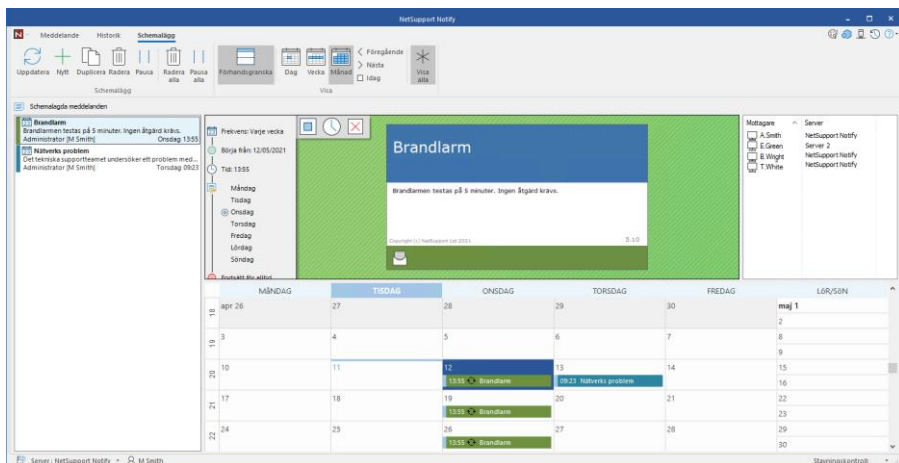 NetSupport Notify
Meddelande Historik Schemalägg
Uppdatera Nytt Duplicera Radera Pausa Radera alla Pausa alla
Schemalägg
Förhandsgranska Dag Vecka Månad
Föregående
Nästa
Idag
Visa alla
Visa
Schemalagda meddelanden
Brandlarm
Brandlarmen testas på 5 minuter. Ingen åtgärd krävs.
Administrator [M Smith] Onsdag 13:55
Nätverks problem
Det tekniska supportteamet undersöker ett problem med...
Administrator [M Smith] Torsdag 09:23
Frekvens: Varje vecka
Börja från: 12/05/2021
Tid: 13:55
Måndag
Tisdag
Onsdag
Torsdag
Fredag
Lördag
Söndag
Fortsätt för alltid
Brandlarm
Brandlarmen testas på 5 minuter. Ingen åtgärd krävs.
Copyright (c) NetSupport Ltd 2021 5.10
Mottagare Server
A.Smith NetSupport Notify
E.Green Server 2
B.Wright NetSupport Notify
T.White NetSupport Notify
MÅNDAG TISDAG ONSDAG TORSDAG FREDAG LÖR/SÖN
18 apr 26 27 28 29 30 maj 1
2
19 3 4 5 6 7 8
9
20 10 11 12 13 14 15
13:55 Brandlarm 09:23 Nätverks problem 16
21 17 18 19 20 21 22
13:55 Brandlarm 23
22 24 25 26 27 28 29
13:55 Brandlarm 30
Server: NetSupport Notify M Smith Stavningskontroll: